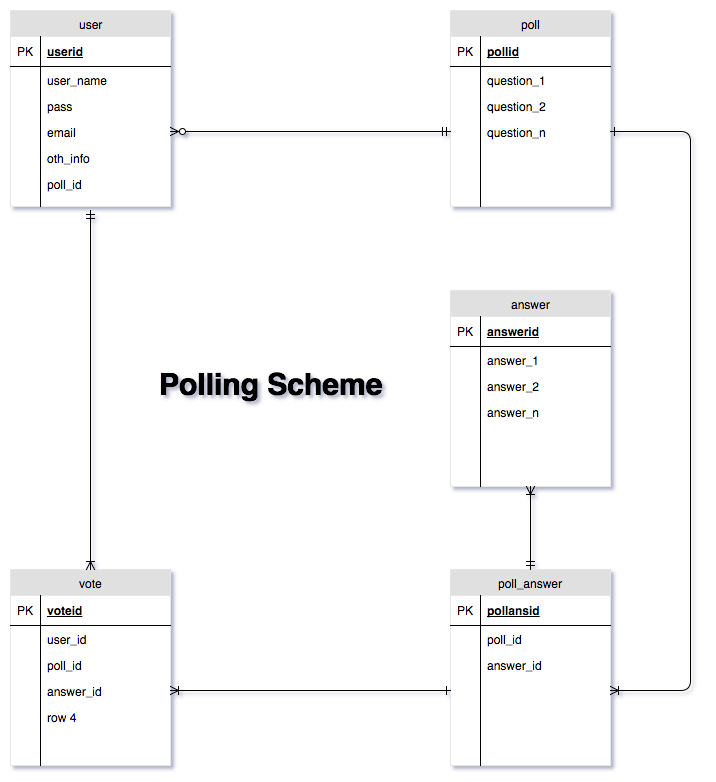 user
PK userid
user_name
pass
email
oth_info
poll_id
poll
PK pollid
question_1
question_2
question_n
answer
PK answerid
answer_1
answer_2
answer_n
Polling Scheme
vote
PK voteid
user_id
poll_id
answer_id
row 4
poll_answer
PK pollansid
poll_id
answer_id